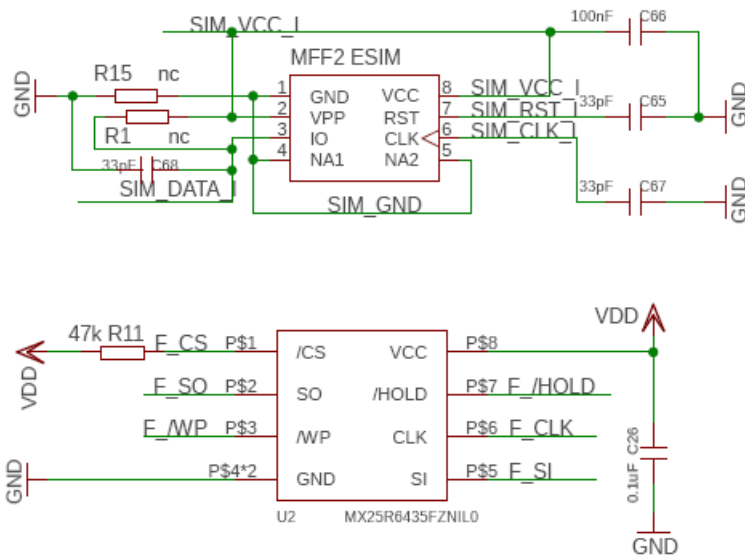 SIM_VCC_I
100nF C66
MFF2 ESIM
R15 nc
GND
1 GND VCC 8 SIM_VCC_I
2 VPP RST 7 SIM_RST_I 33pF C65
GND
R1 nc
3 IO CLK 6 SIM_CLK_I
4 NA1 NA2 5
33pF C68
SIM_DATA_I
33pF C67
GND
SIM_GND
VDD
47k R11 F_CS P$1 /CS VCC P$8
VDD
F_SO P$2 SO /HOLD P$7 F_/HOLD
F_/WP P$3 /WP CLK P$6 F_CLK
0.1uF C26
GND
P$4*2 GND SI P$5 F_SI
U2 MX25R6435FZNIL0
GND